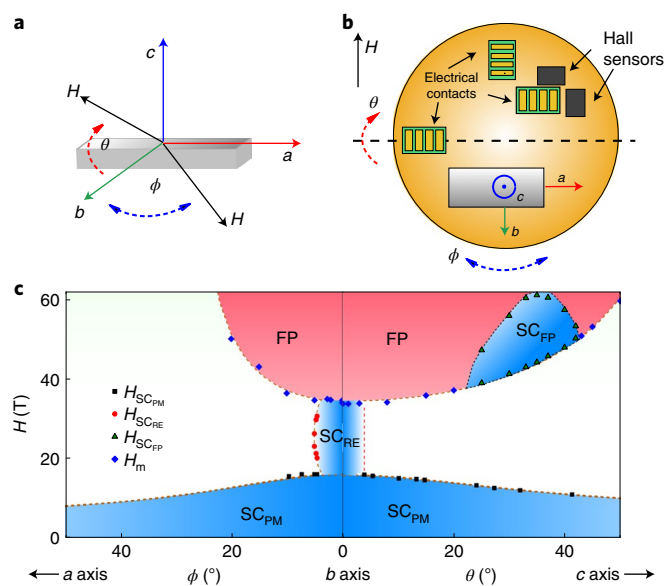 a
c
H
θ
a
b
ϕ
H
b
H
Hall
sensors
Electrical
contacts
θ
a
c
b
ϕ
c
60
FP
FP
SC_FP
40
H_SC_PM
H_SC_RE
H_SC_FP
H_m
H (T)
SC_RE
20
SC_PM
SC_PM
0
40 20 0 20 40
a axis ϕ (°) b axis θ (°) c axis